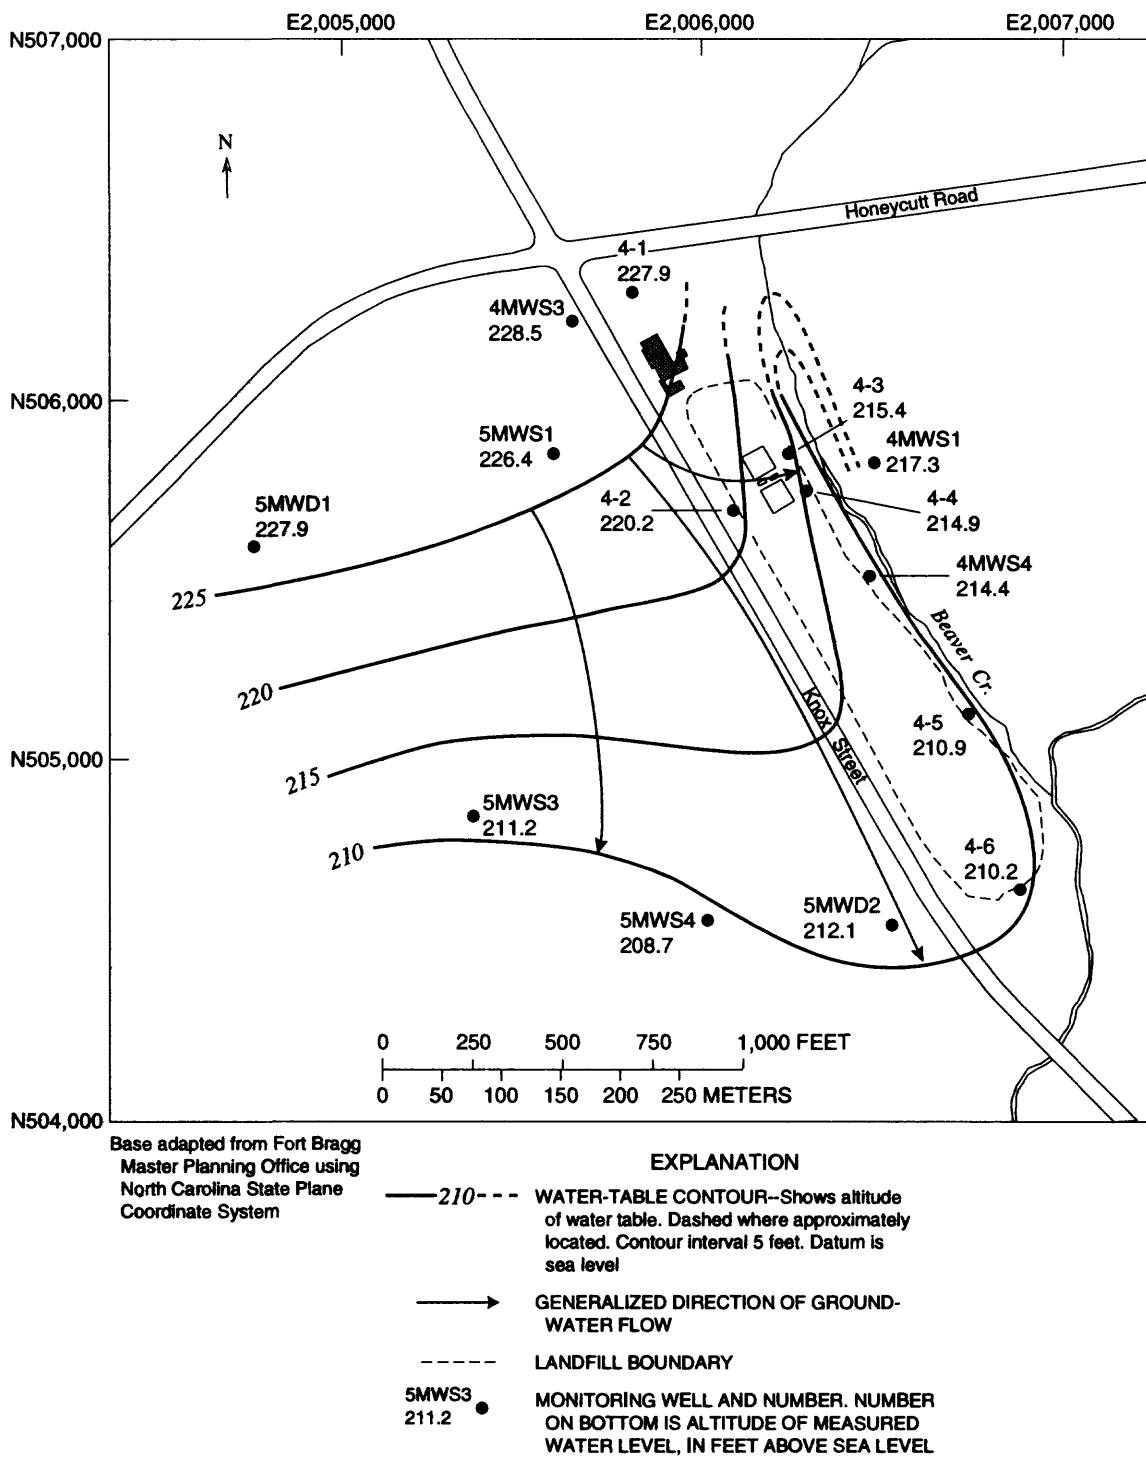 E2,005,000
E2,006,000
E2,007,000
N507,000
N
Honeycutt Road
4-1
227.9
4MWS3
228.5
N506,000
4-3
215.4
5MWS1
226.4
4MWS1
217.3
5MWD1
227.9
4-2
220.2
4-4
214.9
4MWS4
214.4
225
Beaver Cr.
220
Knox Street
4-5
210.9
N505,000
215
5MWS3
211.2
210
4-6
210.2
5MWS4
208.7
5MWD2
212.1
0 250 500 750 1,000 FEET
0 50 100 150 200 250 METERS
N504,000
Base adapted from Fort Bragg
Master Planning Office using
North Carolina State Plane
Coordinate System
EXPLANATION
210
WATER-TABLE CONTOUR--Shows altitude
of water table. Dashed where approximately
located. Contour interval 5 feet. Datum is
sea level
GENERALIZED DIRECTION OF GROUND-
WATER FLOW
LANDFILL BOUNDARY
5MWS3
211.2
MONITORING WELL AND NUMBER. NUMBER
ON BOTTOM IS ALTITUDE OF MEASURED
WATER LEVEL, IN FEET ABOVE SEA LEVEL